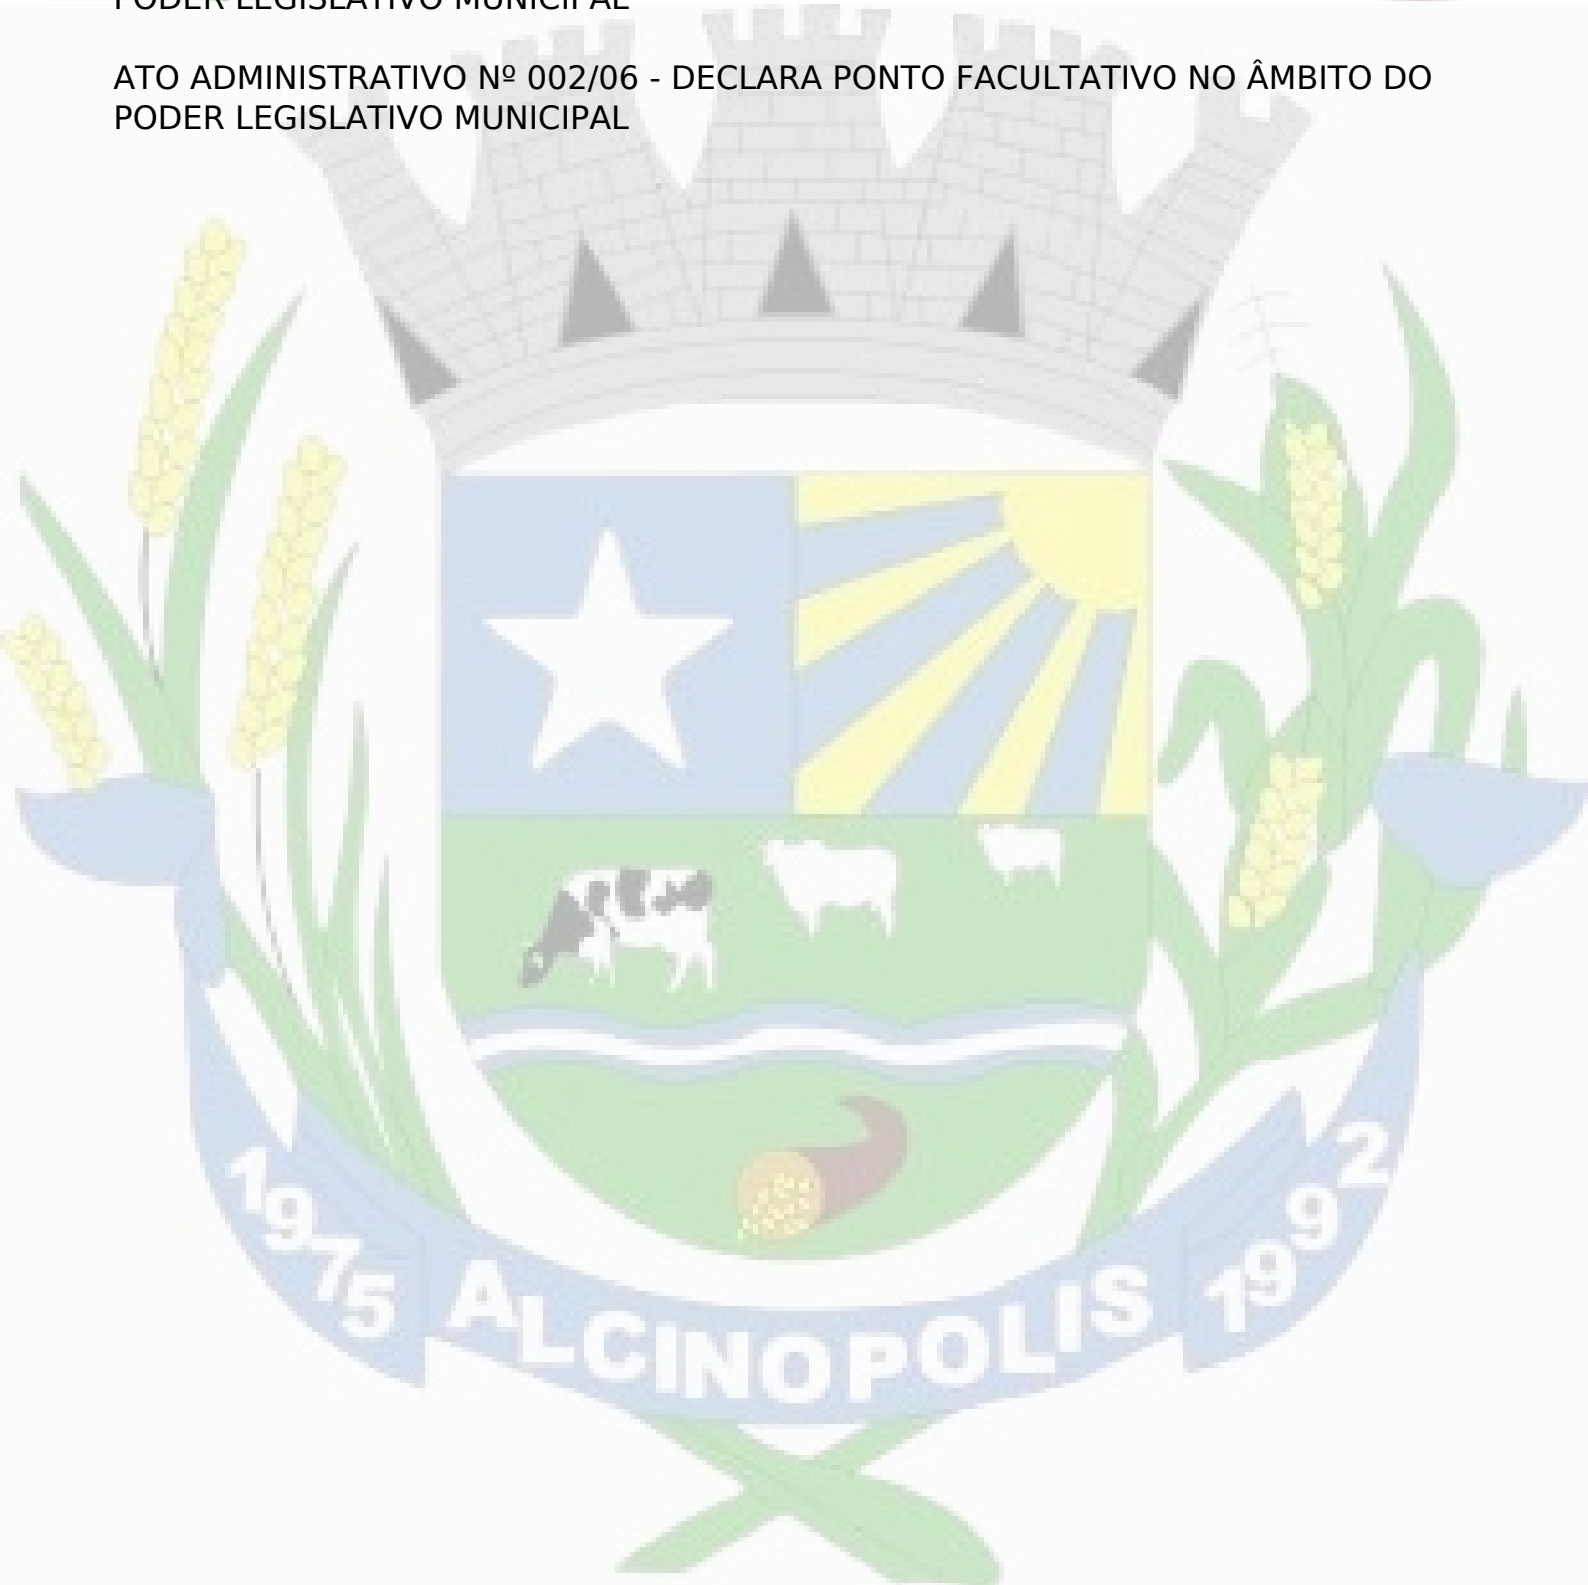 PODER LEGISLATIVO MUNICIPAL
ATO ADMINISTRATIVO Nº 002/06 - DECLARA PONTO FACULTATIVO NO ÂMBITO DO
PODER LEGISLATIVO MUNICIPAL
1975 ALCINOPOLIS 1992